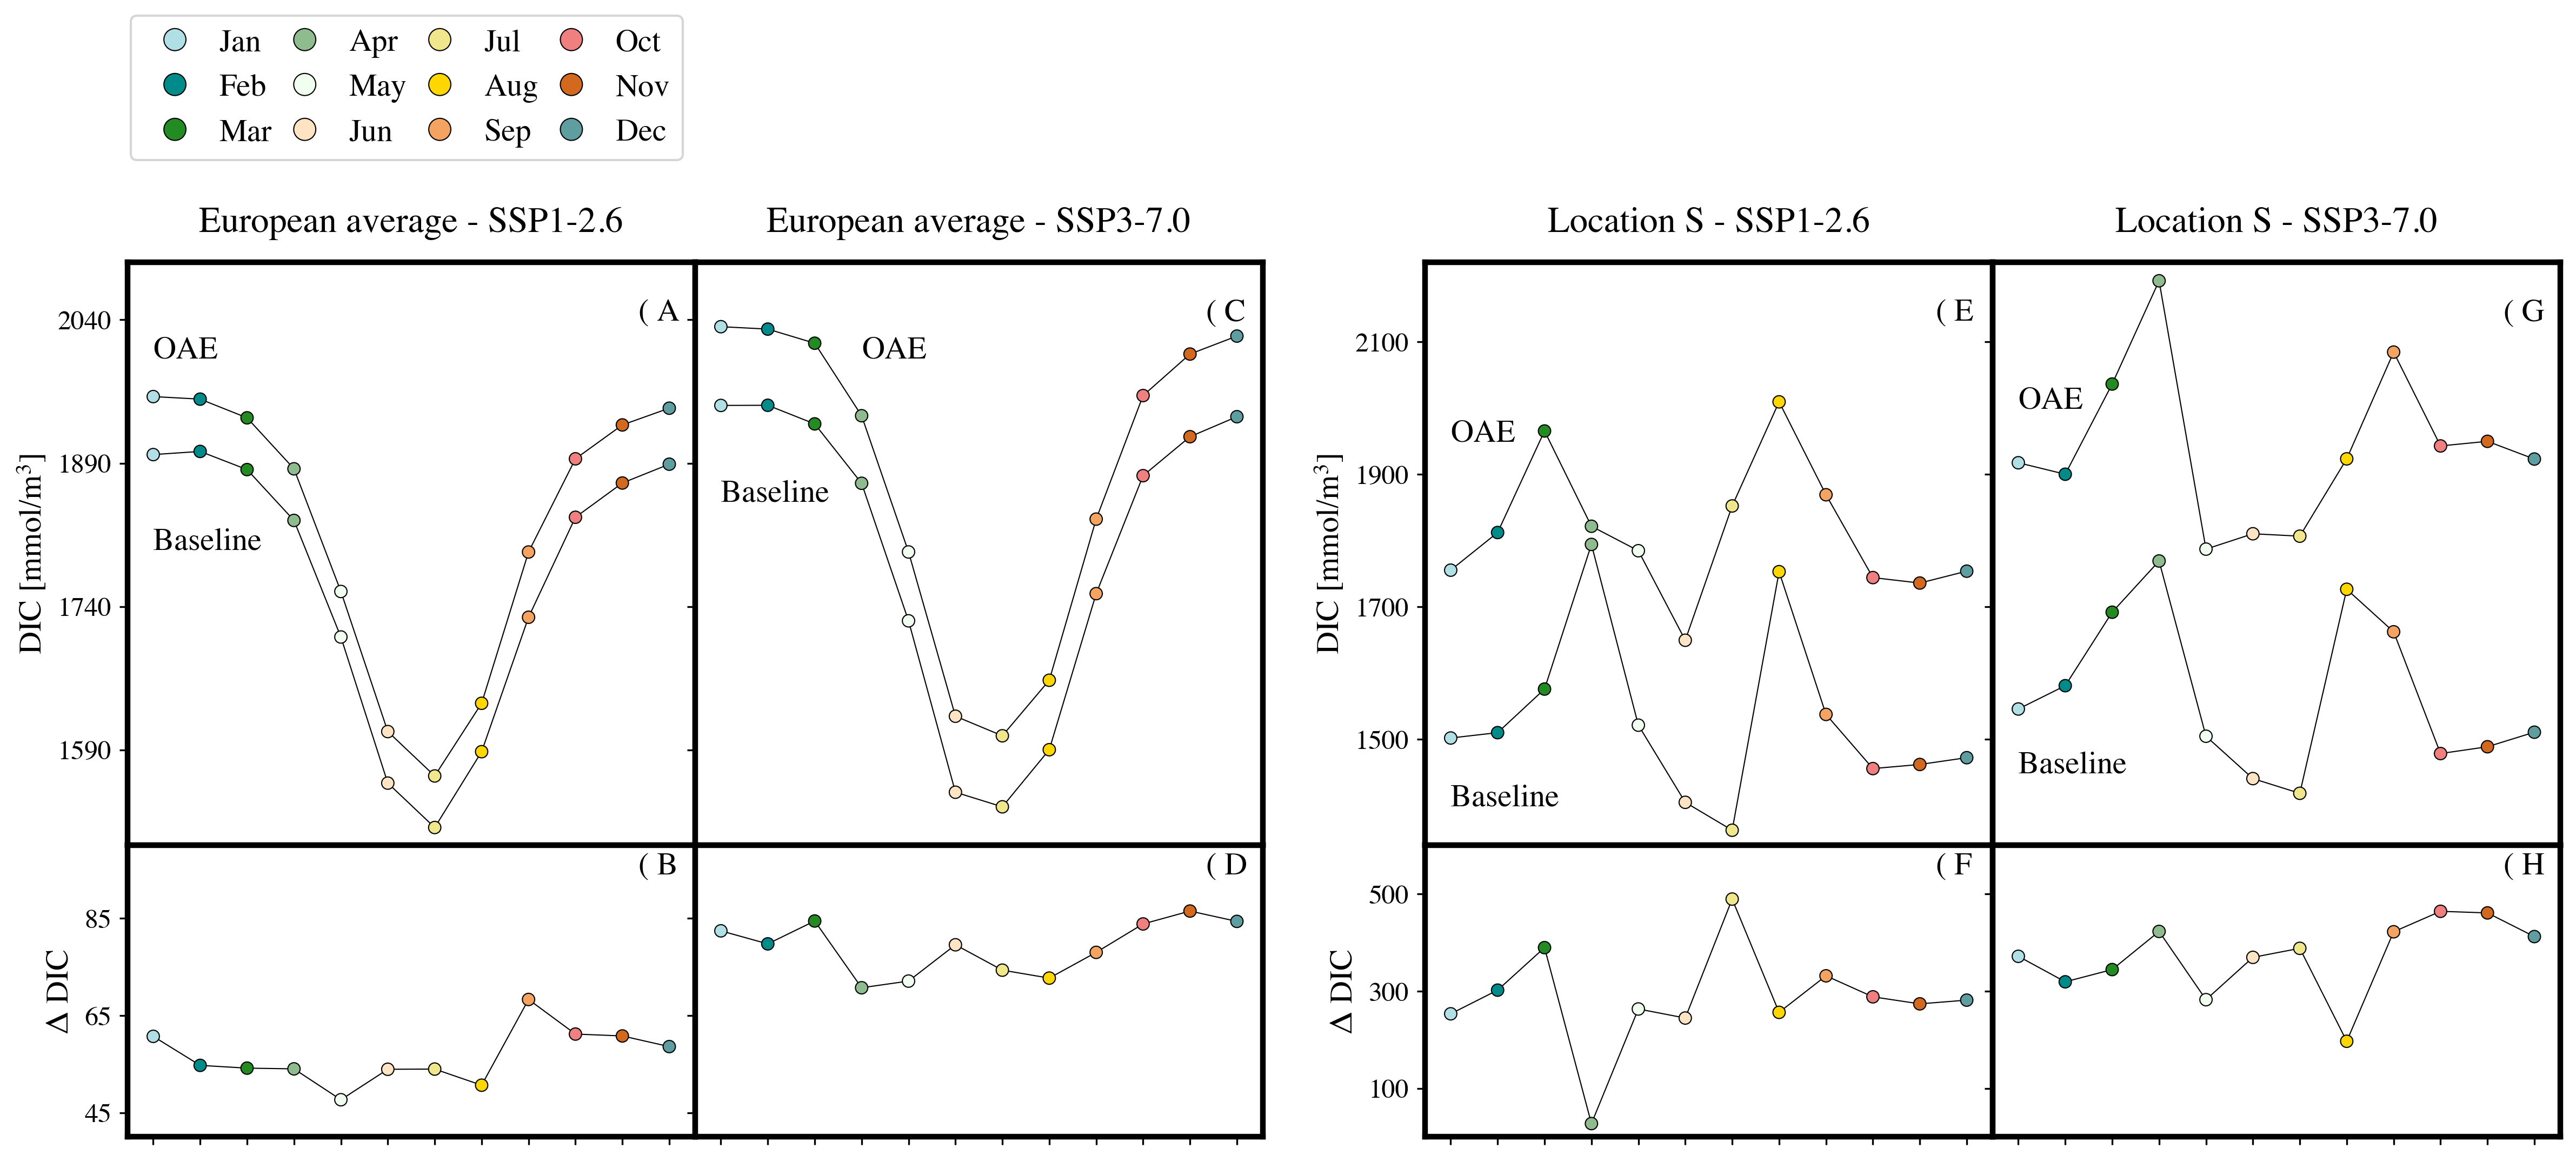 Jan Apr Jul Oct
Feb May Aug Nov
Mar Jun Sep Dec
European average - SSP1-2.6
European average - SSP3-7.0
Location S - SSP1-2.6
Location S - SSP3-7.0
DIC [mmol/m³]
2040
1890
1740
1590
( A
OAE
Baseline
( C
OAE
Baseline
Δ DIC
85
65
45
( B
( D
DIC [mmol/m³]
2100
1900
1700
1500
( E
OAE
Baseline
( G
OAE
Baseline
Δ DIC
500
300
100
( F
( H